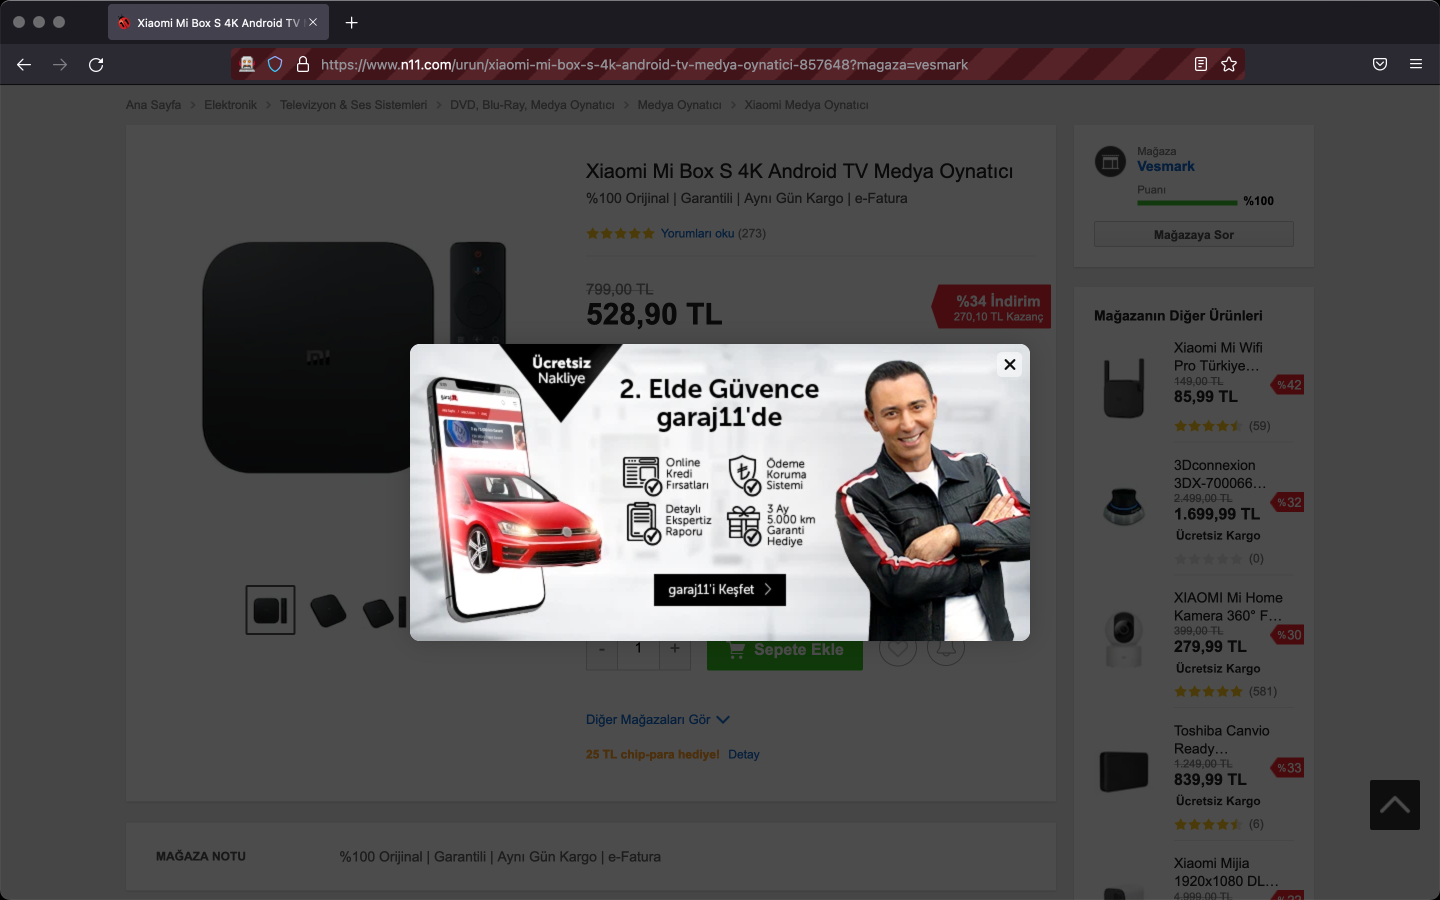 Xiaomi Mi Box S 4K Android TV
https://www.n11.com/urun/xiaomi-mi-box-s-4k-android-tv-medya-oynatici-857648?magaza=vesmark
Ana Sayfa > Elektronik > Televizyon & Ses Sistemleri > DVD, Blu-Ray, Medya Oynatıcı > Medya Oynatıcı > Xiaomi Medya Oynatıcı
Xiaomi Mi Box S 4K Android TV Medya Oynatıcı
%100 Orijinal | Garantili | Aynı Gün Kargo | e-Fatura
Yorumları oku (273)
799,00 TL
528,90 TL
%34 İndirim
270,10 TL Kazanç
Ücretsiz
Nakliye
2. Elde Güvence
garaj11'de
Online
Kredi
Fırsatları
Ödeme
Koruma
Sistemi
Detaylı
Ekspertiz
Raporu
3 Ay
5.000 km
Garanti
Hediye
garaj11'i Keşfet
- 1 +
Sepete Ekle
Diğer Mağazaları Gör
25 TL chip-para hediye! Detay
MAĞAZA NOTU
%100 Orijinal | Garantili | Aynı Gün Kargo | e-Fatura
Mağaza
Vesmark
Puanı
%100
Mağazaya Sor
Mağazanın Diğer Ürünleri
Xiaomi Mi Wifi
Pro Türkiye...
149,00 TL
85,99 TL
%42
(59)
3Dconnexion
3DX-700066...
2.499,00 TL
1.699,99 TL
%32
Ücretsiz Kargo
(0)
XIAOMI Mi Home
Kamera 360° F...
399,00 TL
279,99 TL
%30
Ücretsiz Kargo
(581)
Toshiba Canvio
Ready...
1.249,00 TL
839,99 TL
%33
Ücretsiz Kargo
(6)
Xiaomi Mijia
1920x1080 DL...
4.999,00 TL